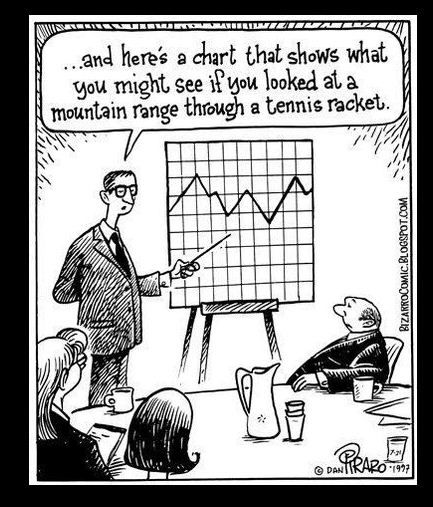 ...and here's a chart that shows what
you might see if you looked at a
mountain range through a tennis racket.
BIZARROCOMIC.BLOGSPOT.COM
© DAN PIRARO ·1997
7-31